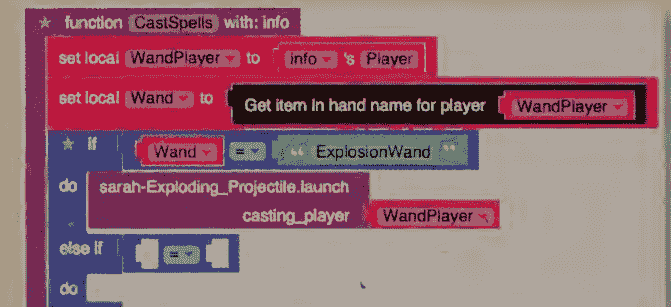 function CastSpells with: info
set local WandPlayer to info 's Player
set local Wand to Get item in hand name for player WandPlayer
if Wand = “ ExplosionWand ”
do sarah-Exploding_Projectile.launch
casting_player WandPlayer
else if =
do